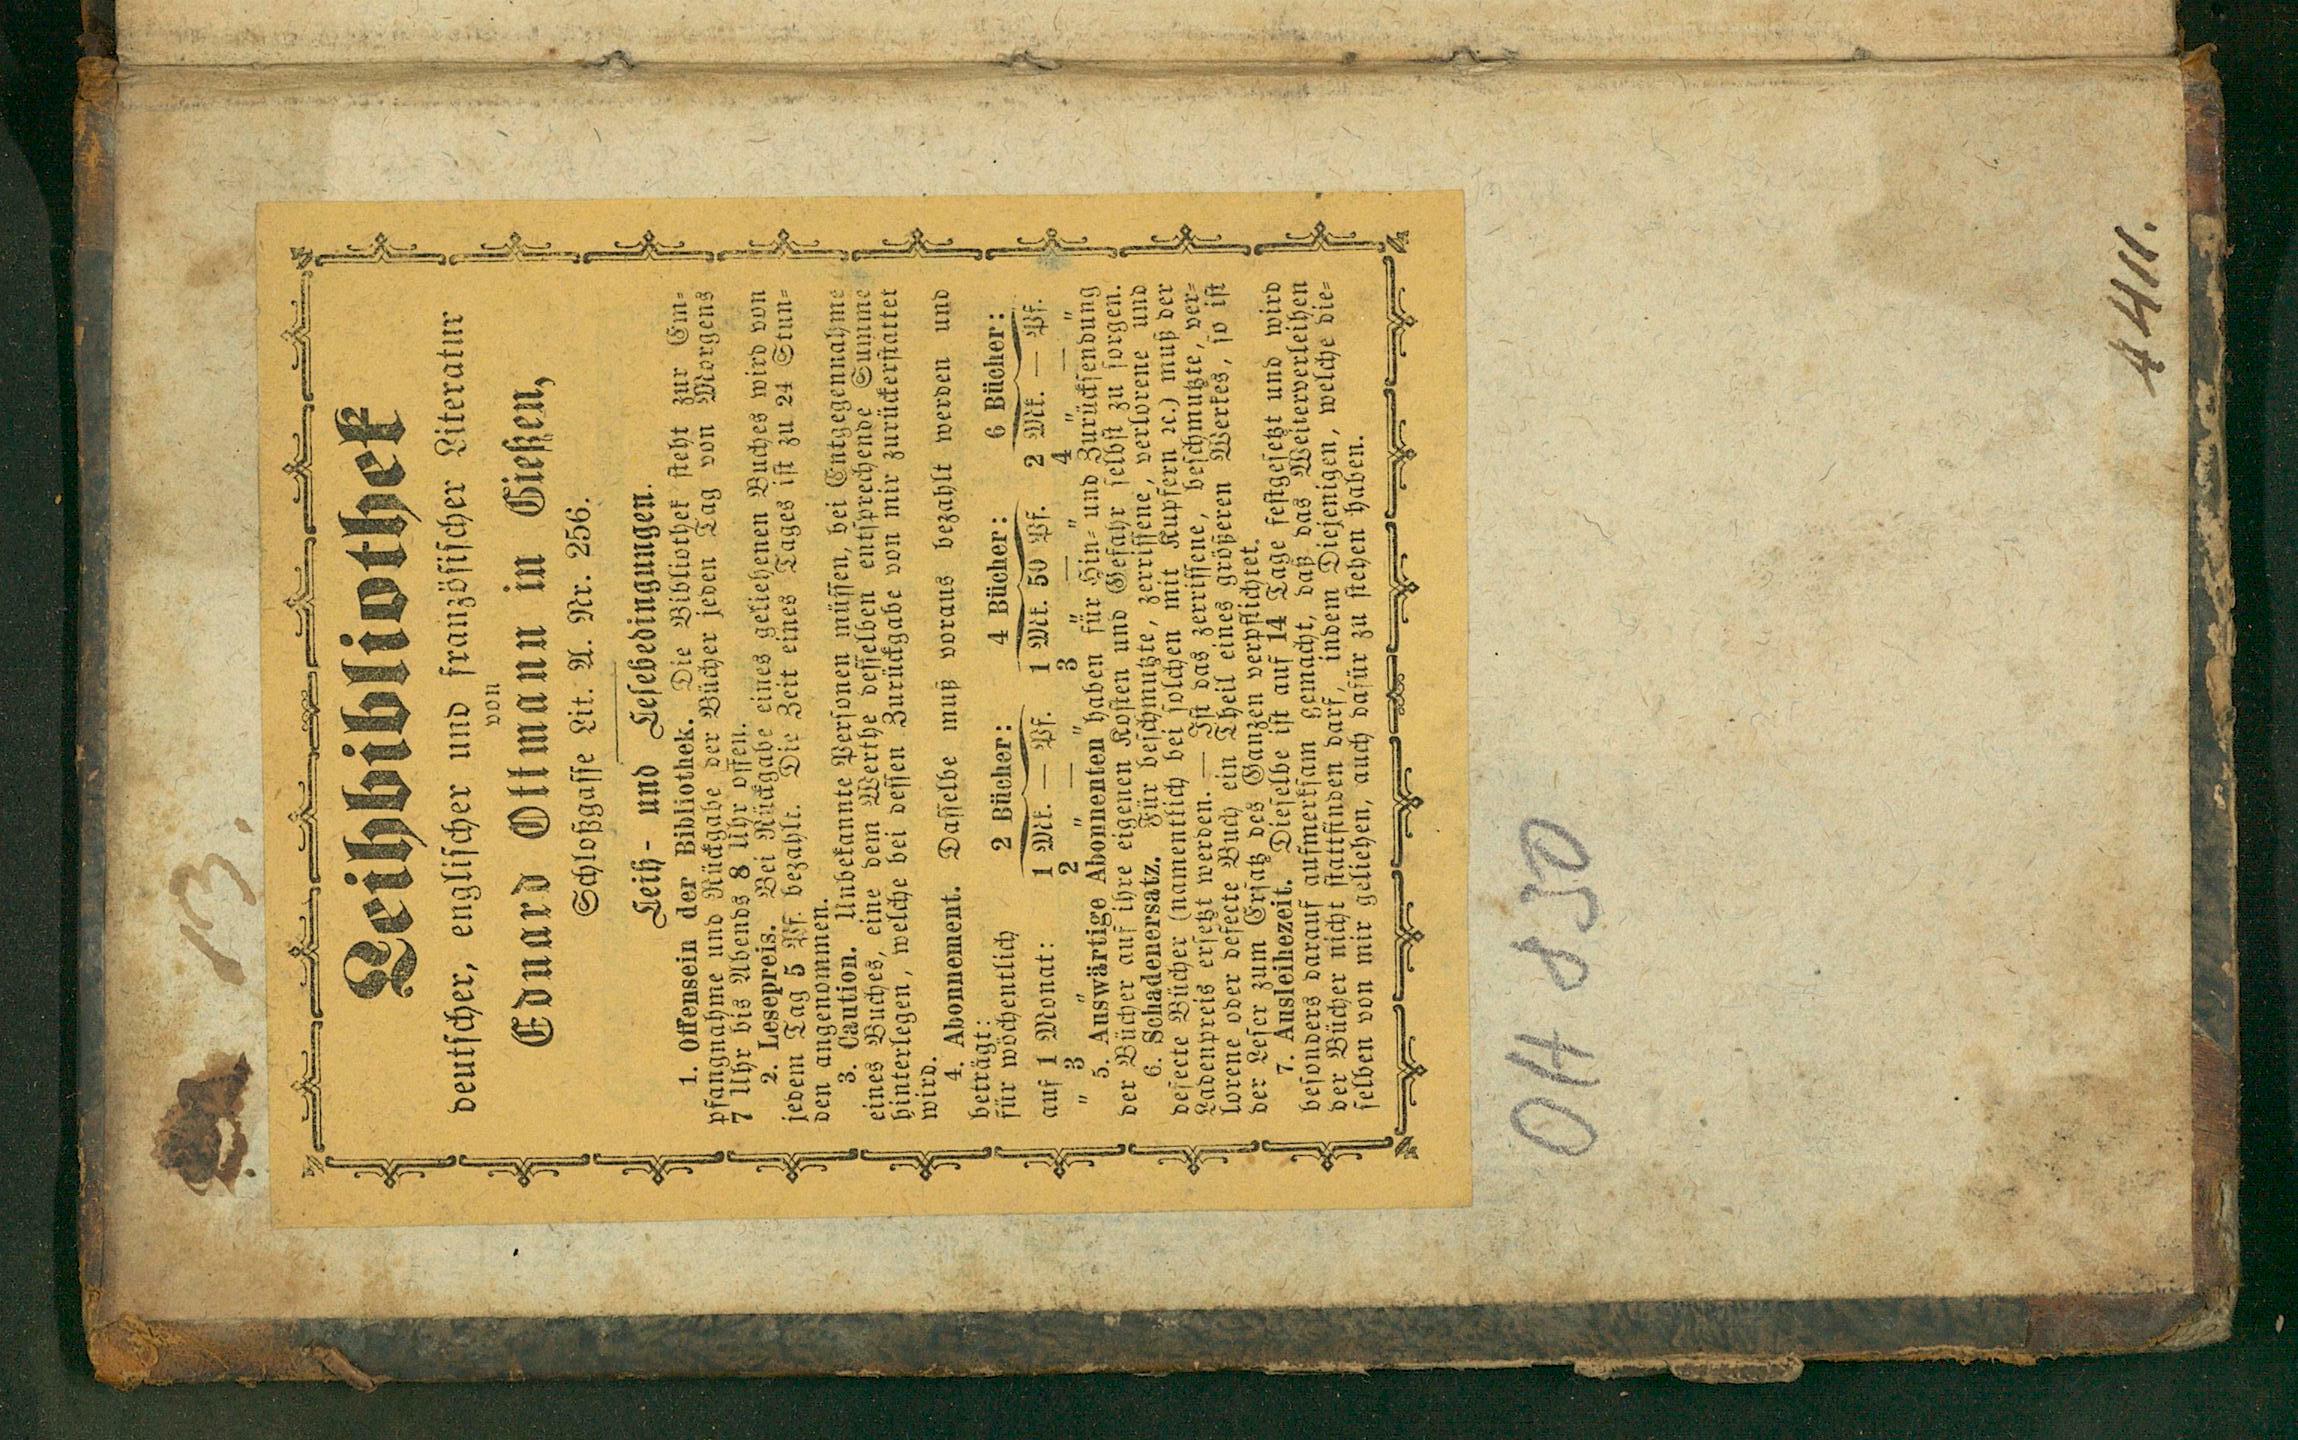 13.
Leihbibliothek
deutscher, englischer und französischer Literatur
von
Eduard Ottmann in Gießen,
Schloßgasse Lit. A. Nr. 256.
Leih- und Lesebedingungen.
1. Offensein der Bibliothek. Die Bibliothek steht zur Em-
pfangnahme und Rückgabe der Bücher jeden Tag von Morgens
7 Uhr bis Abends 8 Uhr offen.
2. Lesepreis. Bei Rückgabe eines geliehenen Buches wird von
jedem Tag 5 Pf. bezahlt. Die Zeit eines Tages ist zu 24 Stun-
den angenommen.
3. Caution. Unbekannte Personen müssen, bei Entgegennahme
eines Buches, eine dem Werthe desselben entsprechende Summe
hinterlegen, welche bei dessen Zurückgabe von mir zurückerstattet
wird.
4. Abonnement. Dasselbe muß voraus bezahlt werden und
beträgt:
für wöchentlich 2 Bücher: 4 Bücher: 6 Bücher:
auf 1 Monat: 1 Mk. — Pf. 1 Mk. 50 Pf. 2 Mk. — Pf.
" 3 " 2 " — " 3 " — " 4 " — "
5. Auswärtige Abonnenten haben für Hin- und Zurücksendung
der Bücher auf ihre eigenen Kosten und Gefahr selbst zu sorgen.
6. Schadenersatz. Für beschmutzte, zerrissene, verlorene und
defecte Bücher (namentlich bei solchen mit Kupfern ꝛc.) muß der
Ladenpreis ersetzt werden. — Ist das zerrissene, beschmutzte, ver-
lorene oder defecte Buch ein Theil eines größeren Werkes, so ist
der Leser zum Ersatz des Ganzen verpflichtet.
7. Ausleihezeit. Dieselbe ist auf 14 Tage festgesetzt und wird
besonders darauf aufmerksam gemacht, daß das Weiterverleihen
der Bücher nicht stattfinden darf, indem Diejenigen, welche die-
selben von mir geliehen, auch dafür zu stehen haben.
OH 850